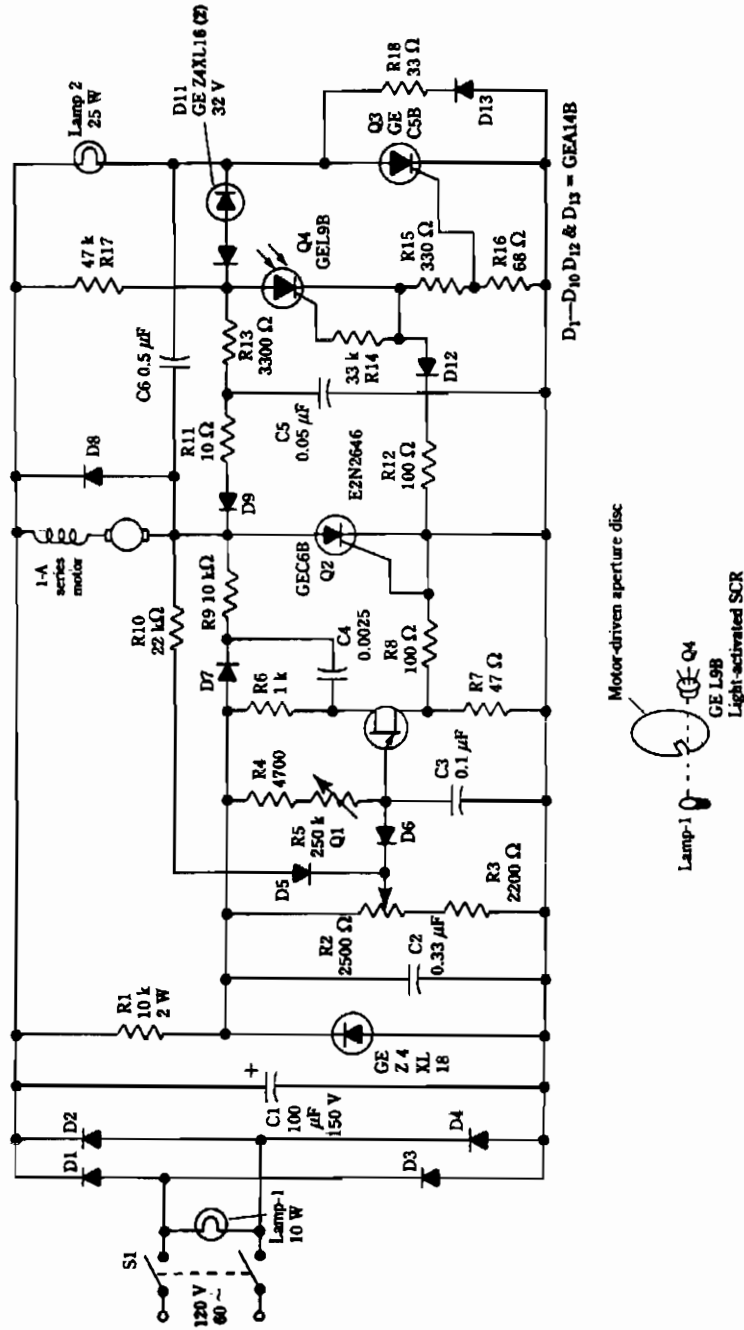 S1
120 V
60 ~
Lamp-1
10 W
D1
D2
D3
D4
+
C1
100
µF
150 V
R1
10 k
2 W
GE
Z 4
XL
18
C2
0.33 µF
R2
2500 Ω
R3
2200 Ω
D5
D6
R4
4700
R5
250 k
Q1
C3
0.1 µF
R6
1 k
R7
47 Ω
D7
C4
0.0025
R8
100 Ω
R9 10 kΩ
R10
22 kΩ
1-A
series
motor
D8
GEC6B
Q2
E2N2646
D9
R11
10 Ω
C5
0.05 µF
R12
100 Ω
C6 0.5 µF
R13
3300 Ω
33 k
R14
D12
47 k
R17
Q4
GEL9B
R15
330 Ω
R16
68 Ω
Lamp 2
25 W
D11
GE Z4XL16 (2)
32 V
Q3
GE
C5B
R18
33 Ω
D13
D1—D10 D12 & D13 = GEA14B
Motor-driven aperture disc
Lamp-1
Q4
GE L9B
Light-activated SCR